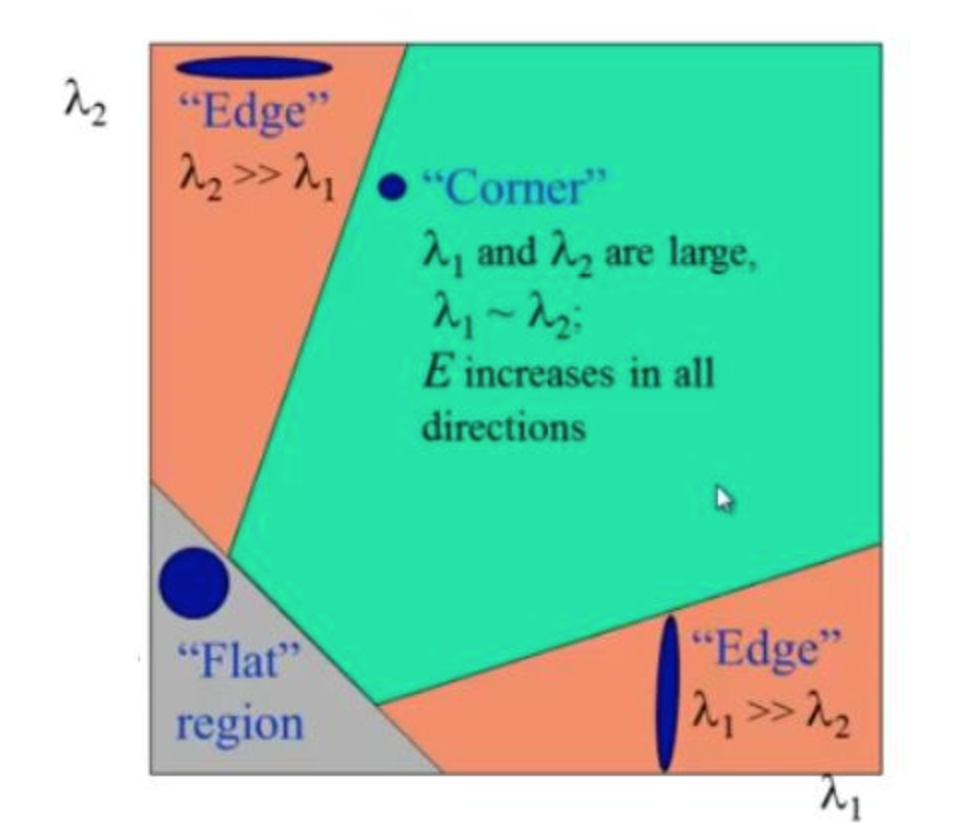 λ₂
“Edge”
λ₂ >> λ₁
“Corner”
λ₁ and λ₂ are large,
λ₁ ~ λ₂;
E increases in all
directions
“Flat”
region
“Edge”
λ₁ >> λ₂
λ₁